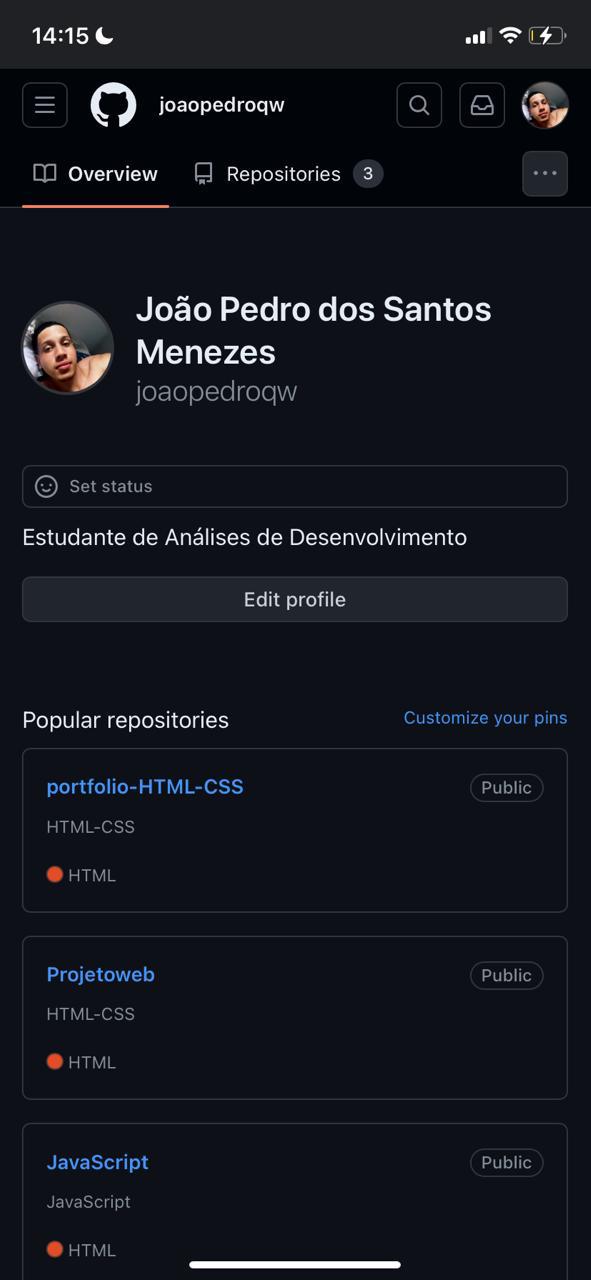 14:15
joaopedroqw
Overview
Repositories 3
João Pedro dos Santos
Menezes
joaopedroqw
Set status
Estudante de Análises de Desenvolvimento
Edit profile
Popular repositories
Customize your pins
portfolio-HTML-CSS
Public
HTML-CSS
HTML
Projetoweb
Public
HTML-CSS
HTML
JavaScript
Public
JavaScript
HTML